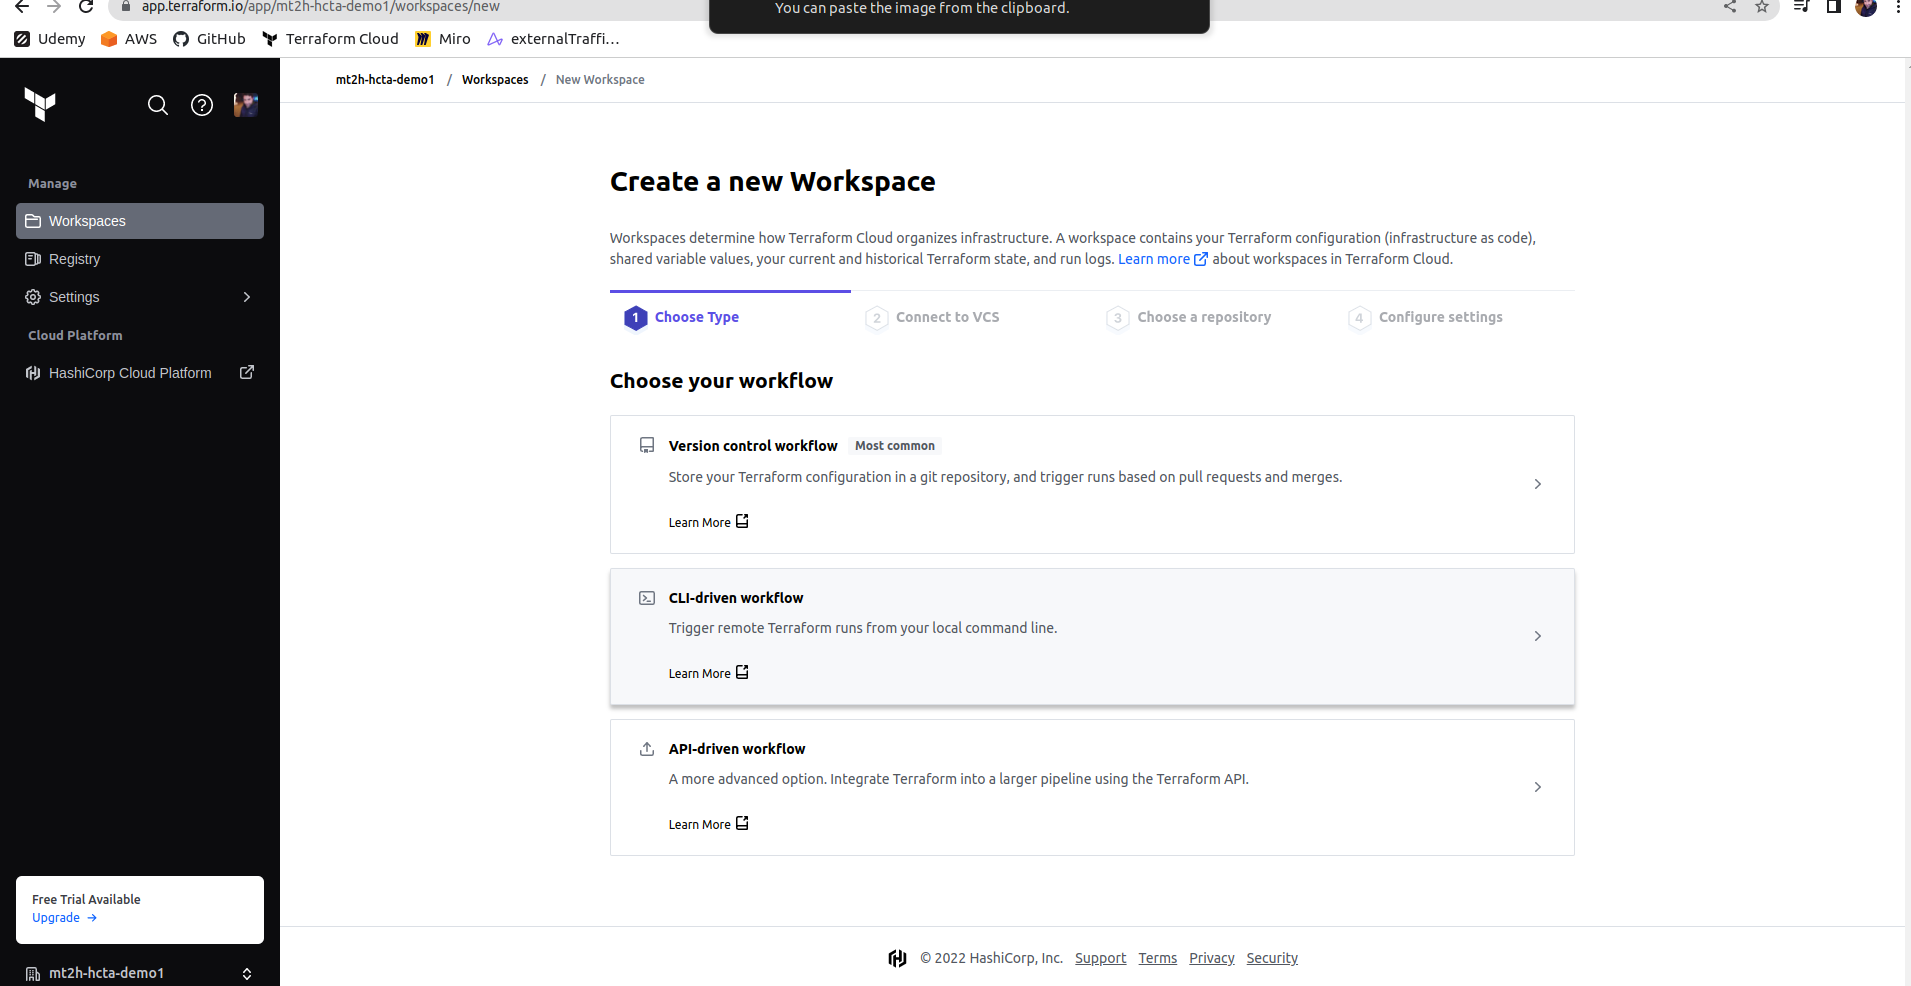 You can paste the image from the clipboard.
app.terraform.io/app/mt2h-hcta-demo1/workspaces/new
Udemy AWS GitHub Terraform Cloud Miro externalTraffi...
mt2h-hcta-demo1 / Workspaces / New Workspace
Manage
Workspaces
Registry
Settings
Cloud Platform
HashiCorp Cloud Platform
Free Trial Available
Upgrade →
mt2h-hcta-demo1
Create a new Workspace
Workspaces determine how Terraform Cloud organizes infrastructure. A workspace contains your Terraform configuration (infrastructure as code),
shared variable values, your current and historical Terraform state, and run logs. Learn more about workspaces in Terraform Cloud.
1 Choose Type 2 Connect to VCS 3 Choose a repository 4 Configure settings
Choose your workflow
Version control workflow Most common
Store your Terraform configuration in a git repository, and trigger runs based on pull requests and merges.
Learn More
CLI-driven workflow
Trigger remote Terraform runs from your local command line.
Learn More
API-driven workflow
A more advanced option. Integrate Terraform into a larger pipeline using the Terraform API.
Learn More
© 2022 HashiCorp, Inc. Support Terms Privacy Security